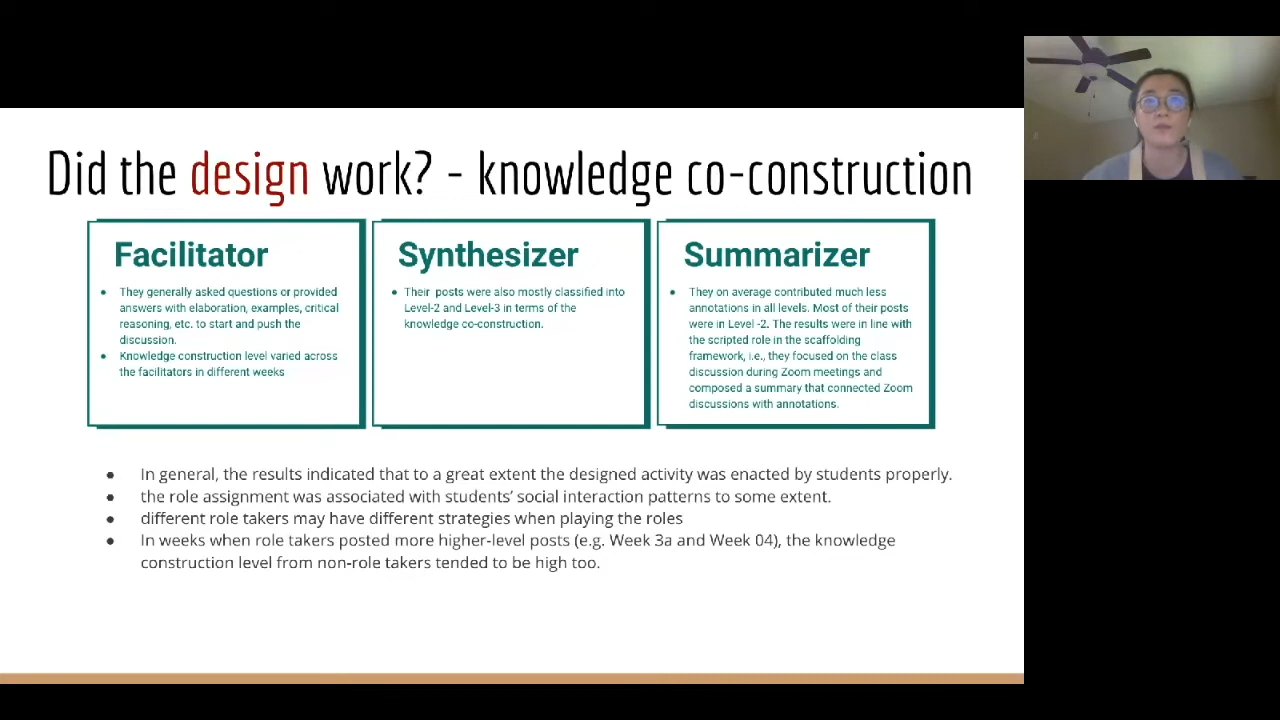 Did the design work? - knowledge co-construction
Facilitator
● They generally asked questions or provided
answers with elaboration, examples, critical
reasoning, etc. to start and push the
discussion.
● Knowledge construction level varied across
the facilitators in different weeks
Synthesizer
● Their posts were also mostly classified into
Level-2 and Level-3 in terms of the
knowledge co-construction.
Summarizer
● They on average contributed much less
annotations in all levels. Most of their posts
were in Level -2. The results were in line with
the scripted role in the scaffolding
framework, i.e., they focused on the class
discussion during Zoom meetings and
composed a summary that connected Zoom
discussions with annotations.
● In general, the results indicated that to a great extent the designed activity was enacted by students properly.
● the role assignment was associated with students’ social interaction patterns to some extent.
● different role takers may have different strategies when playing the roles
● In weeks when role takers posted more higher-level posts (e.g. Week 3a and Week 04), the knowledge
construction level from non-role takers tended to be high too.